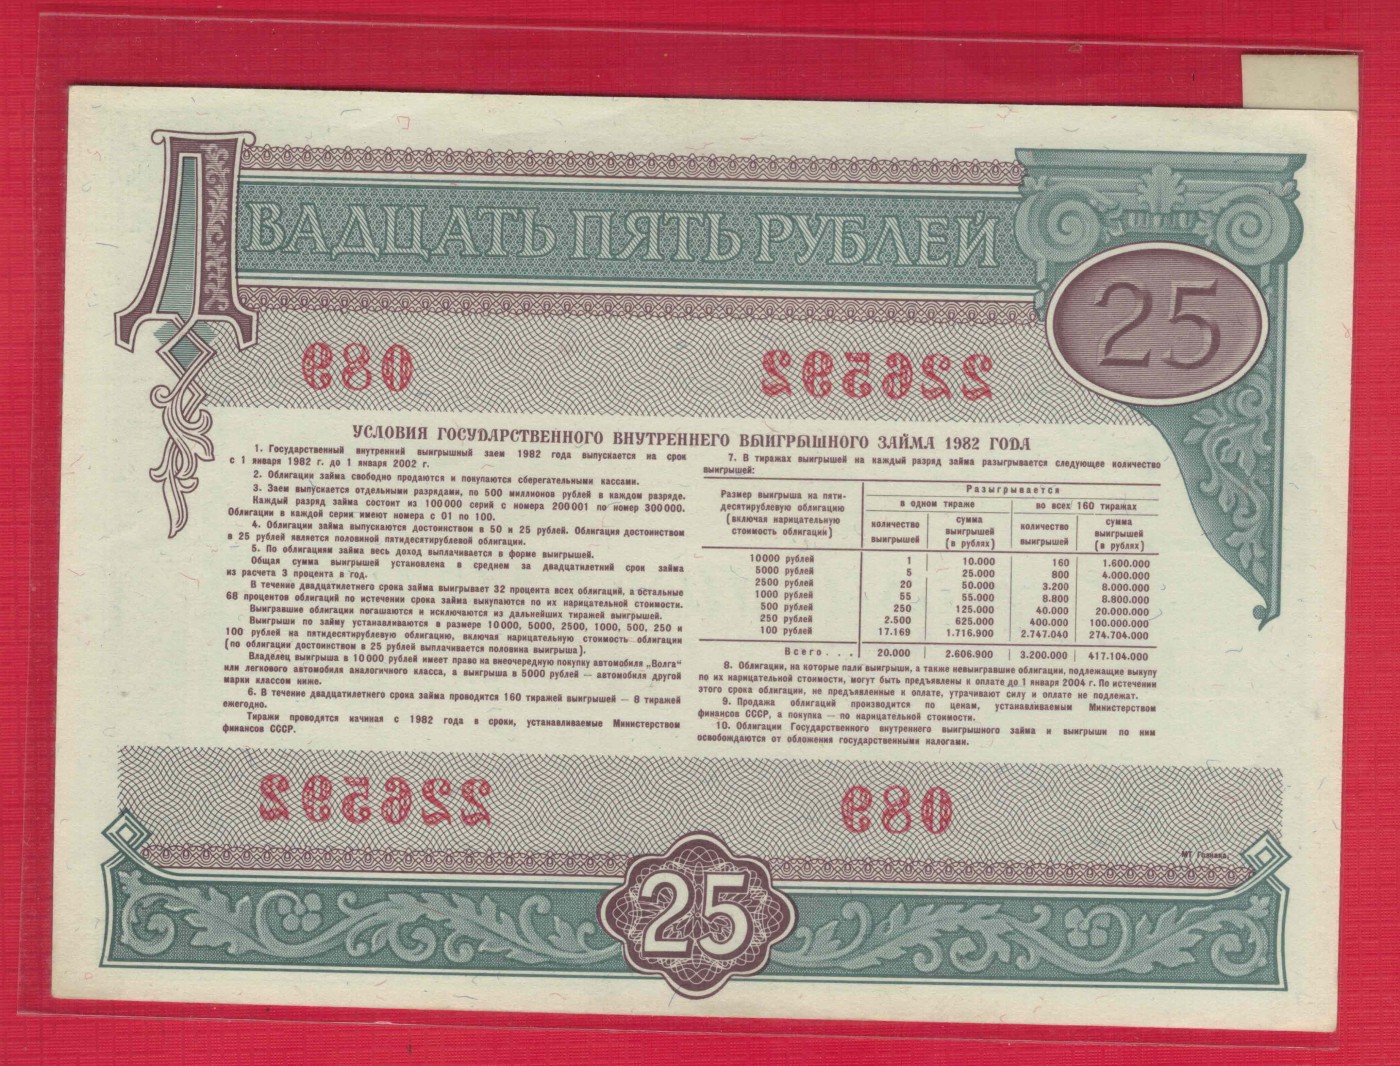 ДВАДЦАТЬ ПЯТЬ РУБЛЕЙ
25
089 226592
УСЛОВИЯ ГОСУДАРСТВЕННОГО ВНУТРЕННЕГО ВЫИГРЫШНОГО ЗАЙМА 1982 ГОДА
1. Государственный внутренний выигрышный заем 1982 года выпускается на срок
с 1 января 1982 г. до 1 января 2002 г.
2. Облигации займа свободно продаются и покупаются сберегательными кассами.
3. Заем выпускается отдельными разрядами, по 500 миллионов рублей в каждом разряде.
Каждый разряд займа состоит из 100000 серий с номера 200001 по номер 300000.
Облигации в каждой серии имеют номера с 01 по 100.
4. Облигации займа выпускаются достоинством в 50 и 25 рублей. Облигация достоинством
в 25 рублей является половиной пятидесятирублевой облигации.
5. По облигациям займа весь доход выплачивается в форме выигрышей.
Общая сумма выигрышей установлена в среднем за двадцатилетний срок займа
из расчета 3 процента в год.
В течение двадцатилетнего срока займа выигрывает 32 процента всех облигаций, а остальные
68 процентов облигаций по истечении срока займа выкупаются по их нарицательной стоимости.
Выигравшие облигации погашаются и исключаются из дальнейших тиражей выигрышей.
Выигрыши по займу устанавливаются в размере 10000, 5000, 2500, 1000, 500, 250 и
100 рублей на пятидесятирублевую облигацию, включая нарицательную стоимость облигации
(по облигации достоинством в 25 рублей выплачивается половина выигрыша).
Владелец выигрыша в 10000 рублей имеет право на внеочередную покупку автомобиля „Волга“
или легкового автомобиля аналогичного класса, а выигрыша в 5000 рублей — автомобиля другой
марки классом ниже.
6. В течение двадцатилетнего срока займа проводится 160 тиражей выигрышей — 8 тиражей
ежегодно.
Тиражи проводятся начиная с 1982 года в сроки, устанавливаемые Министерством
финансов СССР.
7. В тиражах выигрышей на каждый разряд займа разыгрывается следующее количество
выигрышей:
Размер выигрыша на пяти-
десятирублевую облигацию
(включая нарицательную
стоимость облигации)
Разыгрывается
в одном тираже во всех 160 тиражах
количество выигрышей сумма выигрышей (в рублях) количество выигрышей сумма выигрышей (в рублях)
10000 рублей 1 10.000 160 1.600.000
5000 рублей 5 25.000 800 4.000.000
2500 рублей 20 50.000 3.200 8.000.000
1000 рублей 55 55.000 8.800 8.800.000
500 рублей 250 125.000 40.000 20.000.000
250 рублей 2.500 625.000 400.000 100.000.000
100 рублей 17.169 1.716.900 2.747.040 274.704.000
Всего... 20.000 2.606.900 3.200.000 417.104.000
8. Облигации, на которые пали выигрыши, а также невыигравшие облигации, подлежащие выкупу
по их нарицательной стоимости, могут быть предъявлены к оплате до 1 января 2004 г. По истечении
этого срока облигации, не предъявленные к оплате, утрачивают силу и оплате не подлежат.
9. Продажа облигаций производится по ценам, устанавливаемым Министерством
финансов СССР, а покупка — по нарицательной стоимости.
10. Облигации Государственного внутреннего выигрышного займа и выигрыши по ним
освобождаются от обложения государственными налогами.
226592 089
МТ Гознака.
25